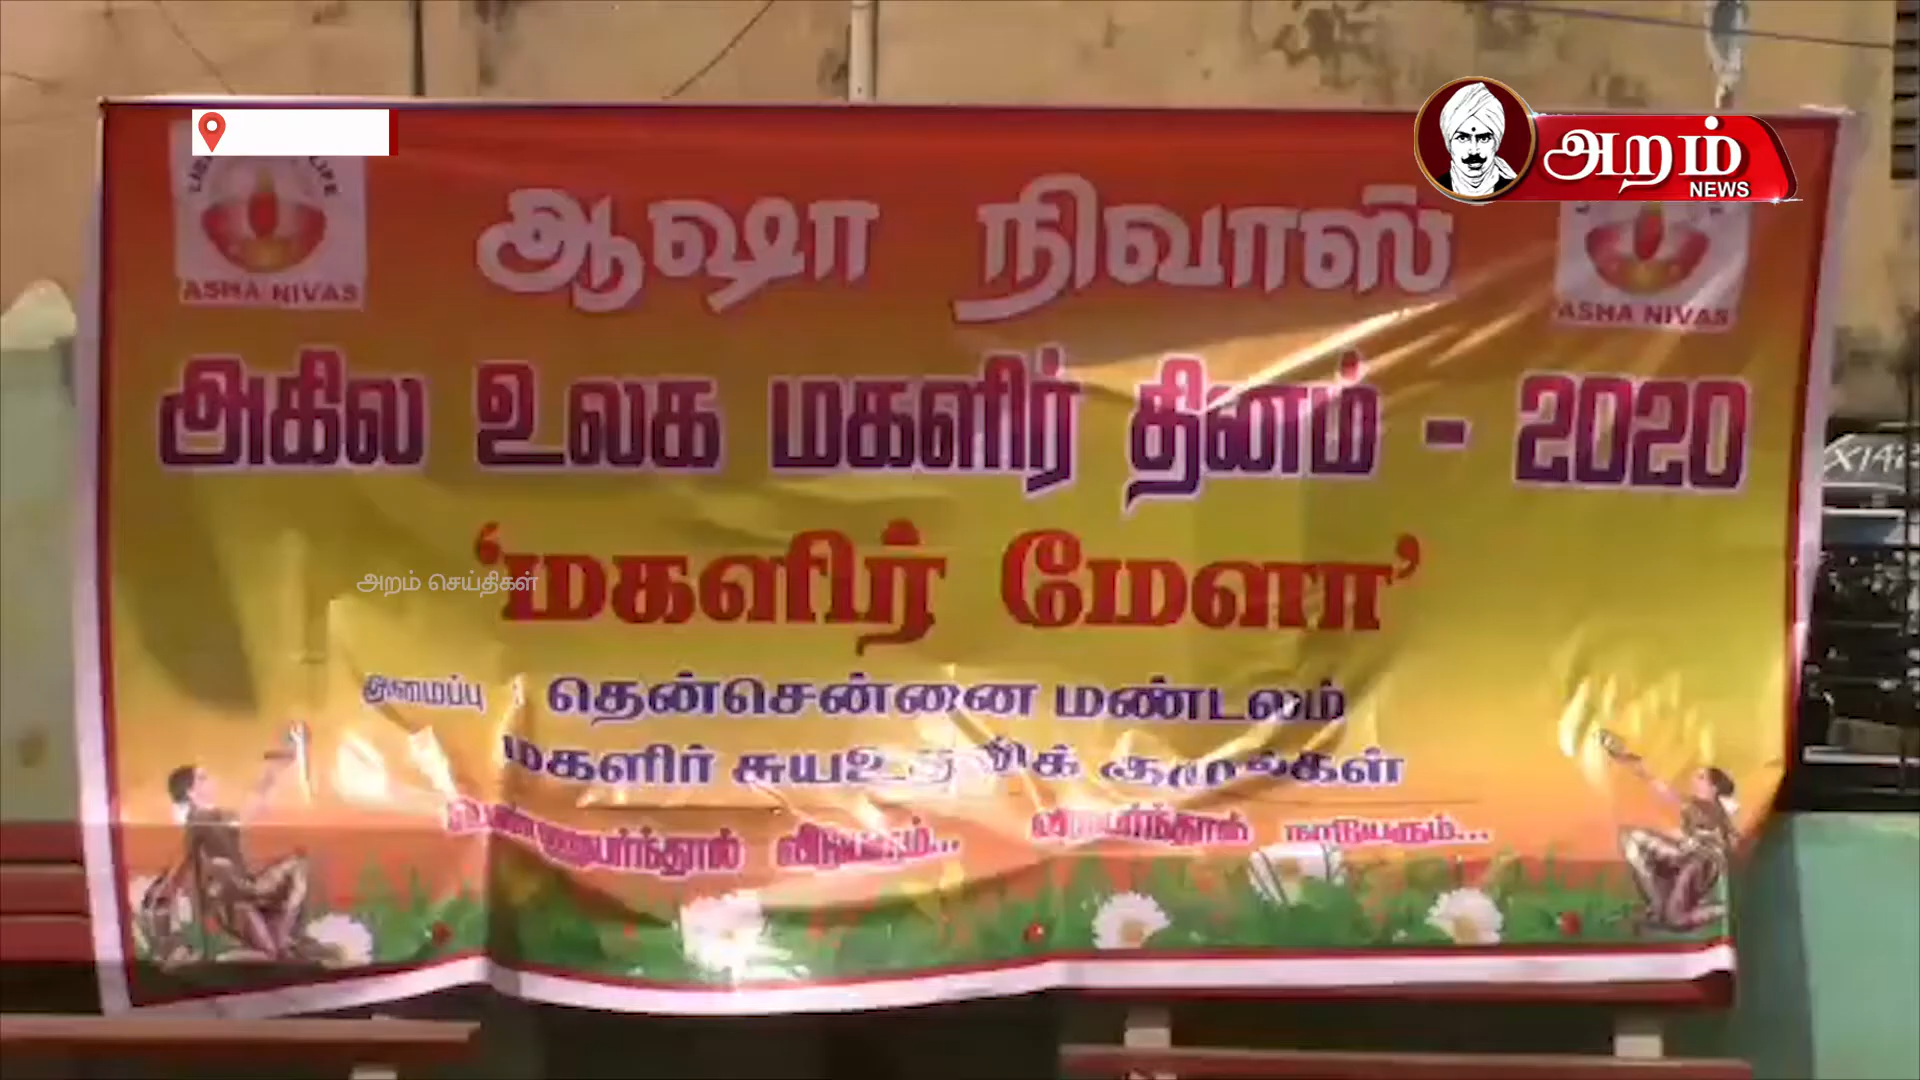 அறம்
NEWS
LIFE
ஆஷா நிவாஸ்
ASHA NIVAS
ASHA NIVAS
அகில உலக மகளிர் தினம் - 2020
'மகளிர் மேளா'
அறம் செய்திகள்
அமைப்பு : தென்சென்னை மண்டலம்
மகளிர் சுயஉதவிக் குழுக்கள்